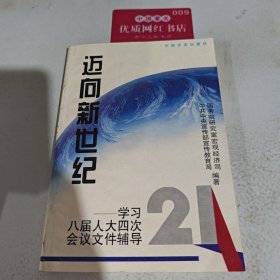 中国书店
009
优质网红书店
迈向新世纪
国务院研究室宏观经济司
中共中央宣传部宣传教育局
编著
——学习
八届人大四次
会议文件辅导
21